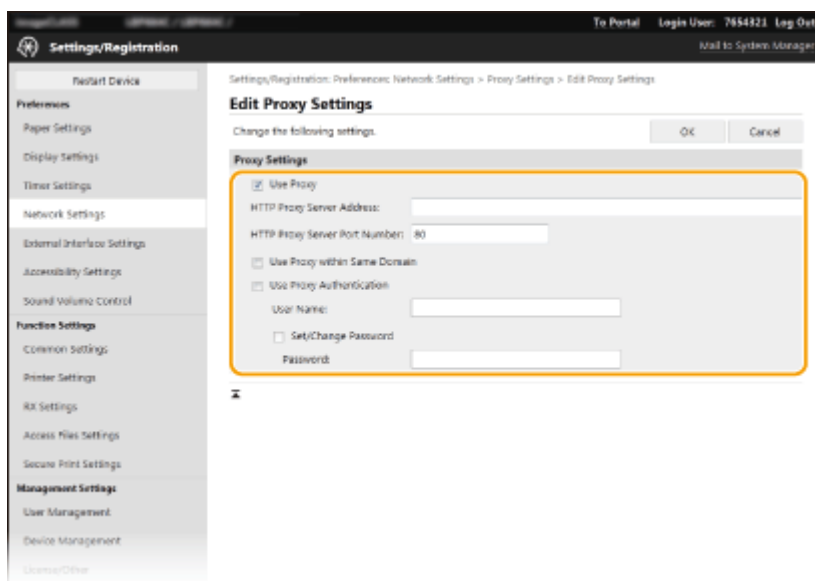 To Portal Login User: 7654321 Log Out
Settings/Registration
Mail to System Manager
Restart Device
Preferences
Paper Settings
Display Settings
Timer Settings
Network Settings
External Interface Settings
Accessibility Settings
Sound Volume Control
Function Settings
Common Settings
Printer Settings
RX Settings
Access Files Settings
Secure Print Settings
Management Settings
User Management
Device Management
License/Other
Settings/Registration: Preferences: Network Settings > Proxy Settings > Edit Proxy Settings
Edit Proxy Settings
Change the following settings.
OK
Cancel
Proxy Settings
Use Proxy
HTTP Proxy Server Address:
HTTP Proxy Server Port Number: 80
Use Proxy within Same Domain
Use Proxy Authentication
User Name:
Set/Change Password
Password: